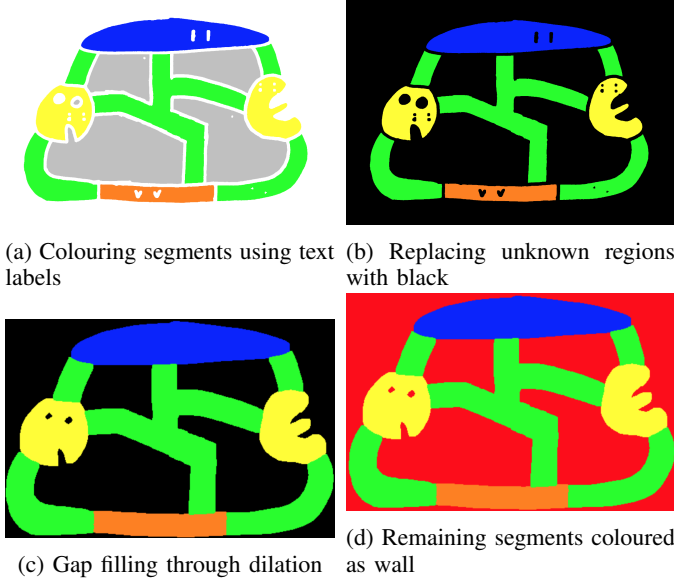 (a) Colouring segments using text
labels
(b) Replacing unknown regions
with black
(c) Gap filling through dilation
(d) Remaining segments coloured
as wall